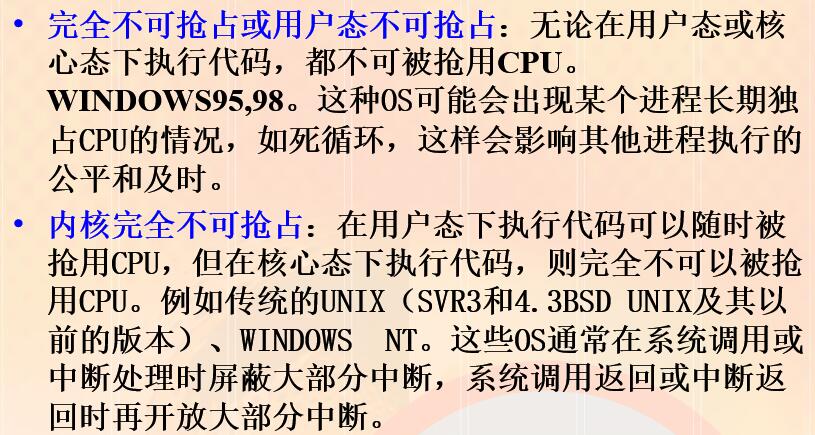 • 完全不可抢占或用户态不可抢占：无论在用户态或核
心态下执行代码，都不可被抢用CPU。
WINDOWS95,98。这种OS可能会出现某个进程长期独
占CPU的情况，如死循环，这样会影响其他进程执行的
公平和及时。
• 内核完全不可抢占：在用户态下执行代码可以随时被
抢用CPU，但在核心态下执行代码，则完全不可以被抢
用CPU。例如传统的UNIX（SVR3和4.3BSD UNIX及其以
前的版本）、WINDOWS  NT。这些OS通常在系统调用或
中断处理时屏蔽大部分中断，系统调用返回或中断返
回时再开放大部分中断。